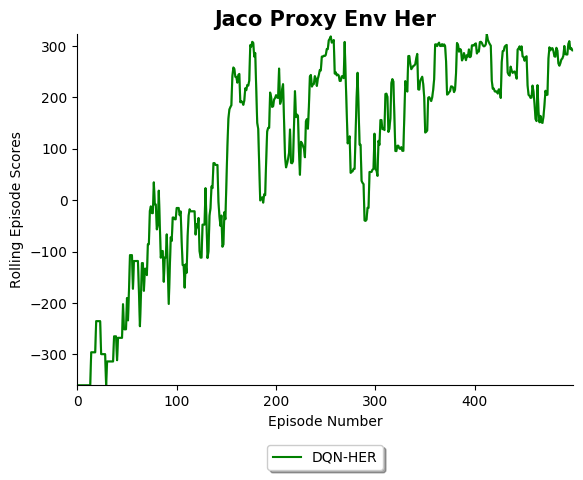 Jaco Proxy Env Her
Rolling Episode Scores
300
200
100
0
−100
−200
−300
0 100 200 300 400
Episode Number
DQN-HER